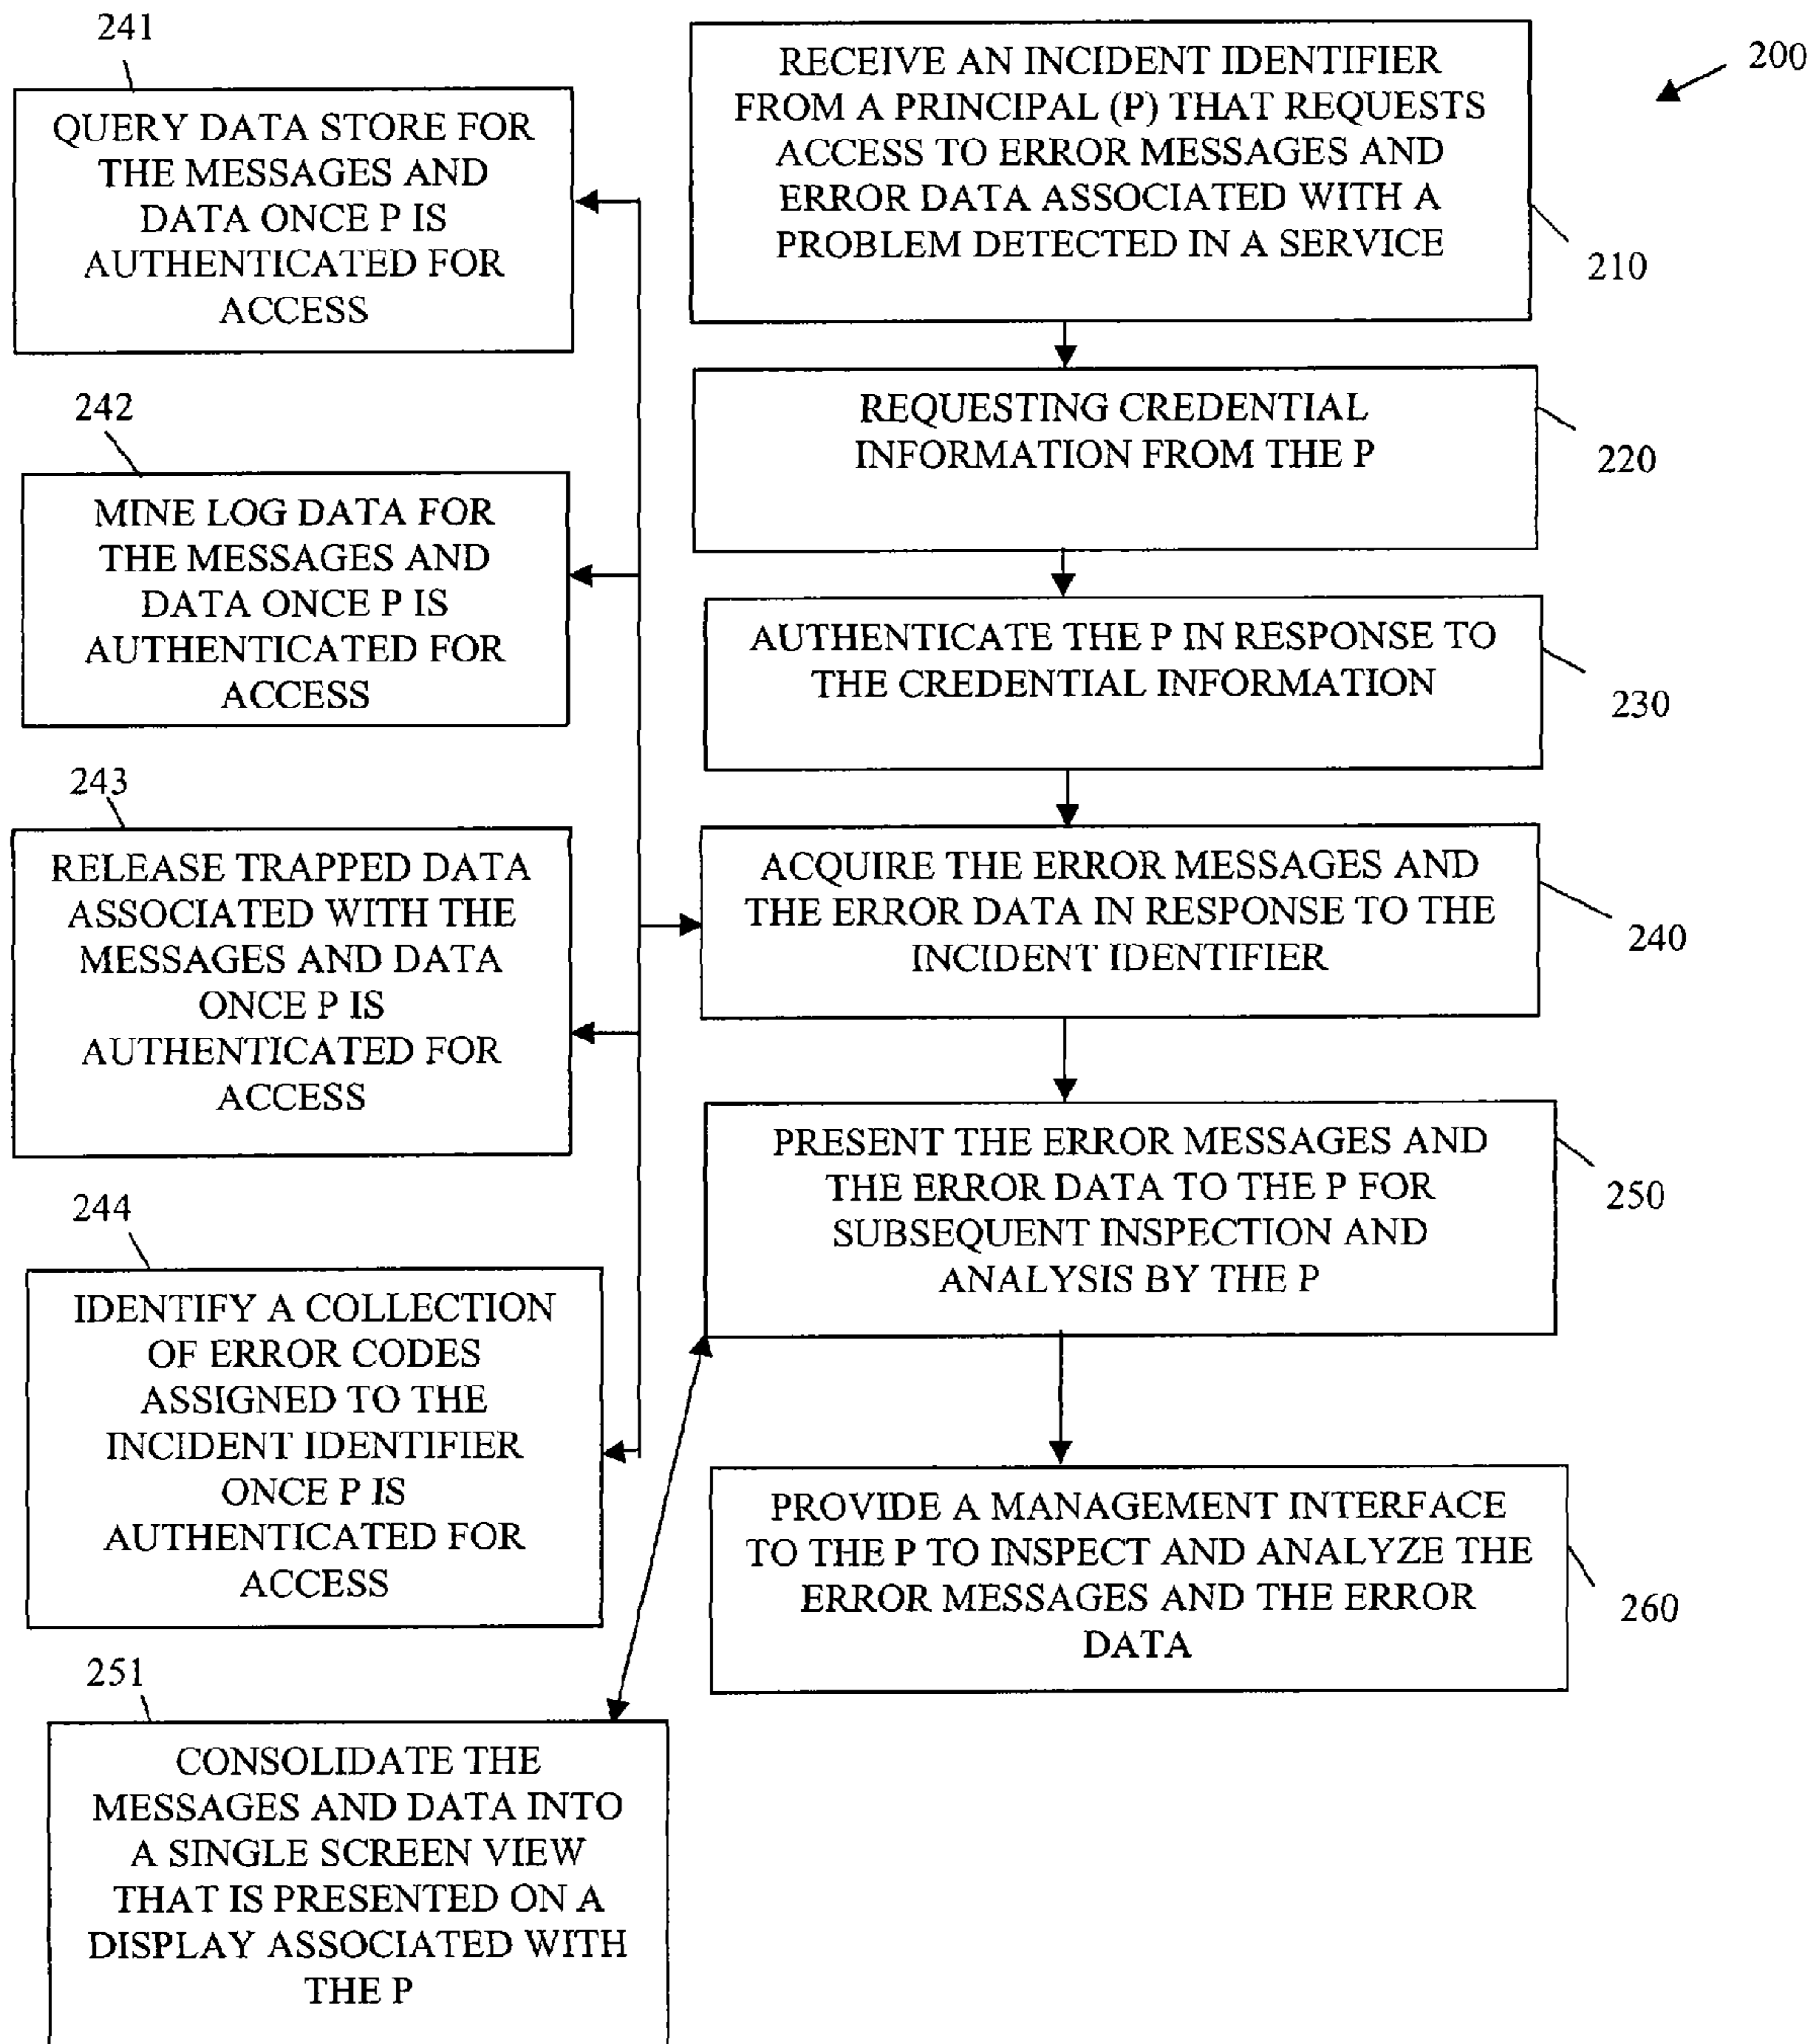 200
RECEIVE AN INCIDENT IDENTIFIER
FROM A PRINCIPAL (P) THAT REQUESTS
ACCESS TO ERROR MESSAGES AND
ERROR DATA ASSOCIATED WITH A
PROBLEM DETECTED IN A SERVICE
210
REQUESTING CREDENTIAL
INFORMATION FROM THE P
220
AUTHENTICATE THE P IN RESPONSE TO
THE CREDENTIAL INFORMATION
230
ACQUIRE THE ERROR MESSAGES AND
THE ERROR DATA IN RESPONSE TO THE
INCIDENT IDENTIFIER
240
241
QUERY DATA STORE FOR
THE MESSAGES AND
DATA ONCE P IS
AUTHENTICATED FOR
ACCESS
242
MINE LOG DATA FOR
THE MESSAGES AND
DATA ONCE P IS
AUTHENTICATED FOR
ACCESS
243
RELEASE TRAPPED DATA
ASSOCIATED WITH THE
MESSAGES AND DATA
ONCE P IS
AUTHENTICATED FOR
ACCESS
244
IDENTIFY A COLLECTION
OF ERROR CODES
ASSIGNED TO THE
INCIDENT IDENTIFIER
ONCE P IS
AUTHENTICATED FOR
ACCESS
PRESENT THE ERROR MESSAGES AND
THE ERROR DATA TO THE P FOR
SUBSEQUENT INSPECTION AND
ANALYSIS BY THE P
250
251
CONSOLIDATE THE
MESSAGES AND DATA INTO
A SINGLE SCREEN VIEW
THAT IS PRESENTED ON A
DISPLAY ASSOCIATED WITH
THE P
PROVIDE A MANAGEMENT INTERFACE
TO THE P TO INSPECT AND ANALYZE THE
ERROR MESSAGES AND THE ERROR
DATA.
260